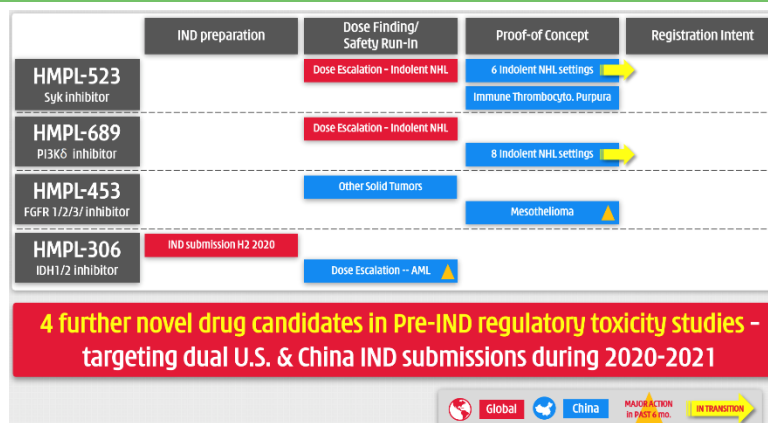 IND preparation
Dose Finding/
Safety Run-In
Proof-of Concept
Registration Intent
HMPL-523
Syk inhibitor
Dose Escalation – Indolent NHL
6 Indolent NHL settings
Immune Thrombocyto. Purpura
HMPL-689
PI3Kδ inhibitor
Dose Escalation – Indolent NHL
8 Indolent NHL settings
HMPL-453
FGFR 1/2/3/ inhibitor
Other Solid Tumors
Mesothelioma
HMPL-306
IDH1/2 inhibitor
IND submission H2 2020
Dose Escalation -- AML
4 further novel drug candidates in Pre-IND regulatory toxicity studies –
targeting dual U.S. & China IND submissions during 2020-2021
Global
China
MAJOR ACTION
in PAST 6 mo.
IN TRANSITION